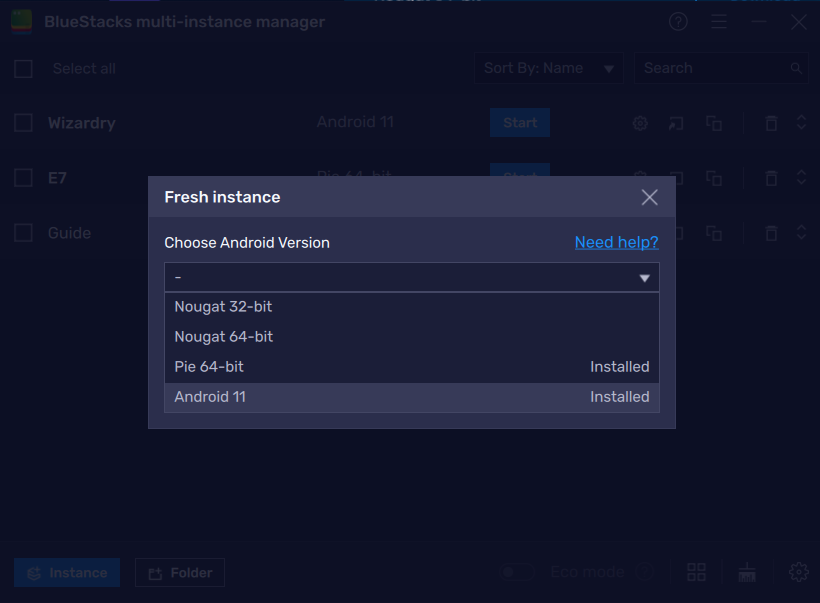 BlueStacks multi-instance manager
Select all
Sort By: Name
Search
Wizardry Android 11 Start
E7 Pie 64-bit Start
Guide
Fresh instance
Choose Android Version Need help?
-
Nougat 32-bit
Nougat 64-bit
Pie 64-bit Installed
Android 11 Installed
Instance Folder Eco mode